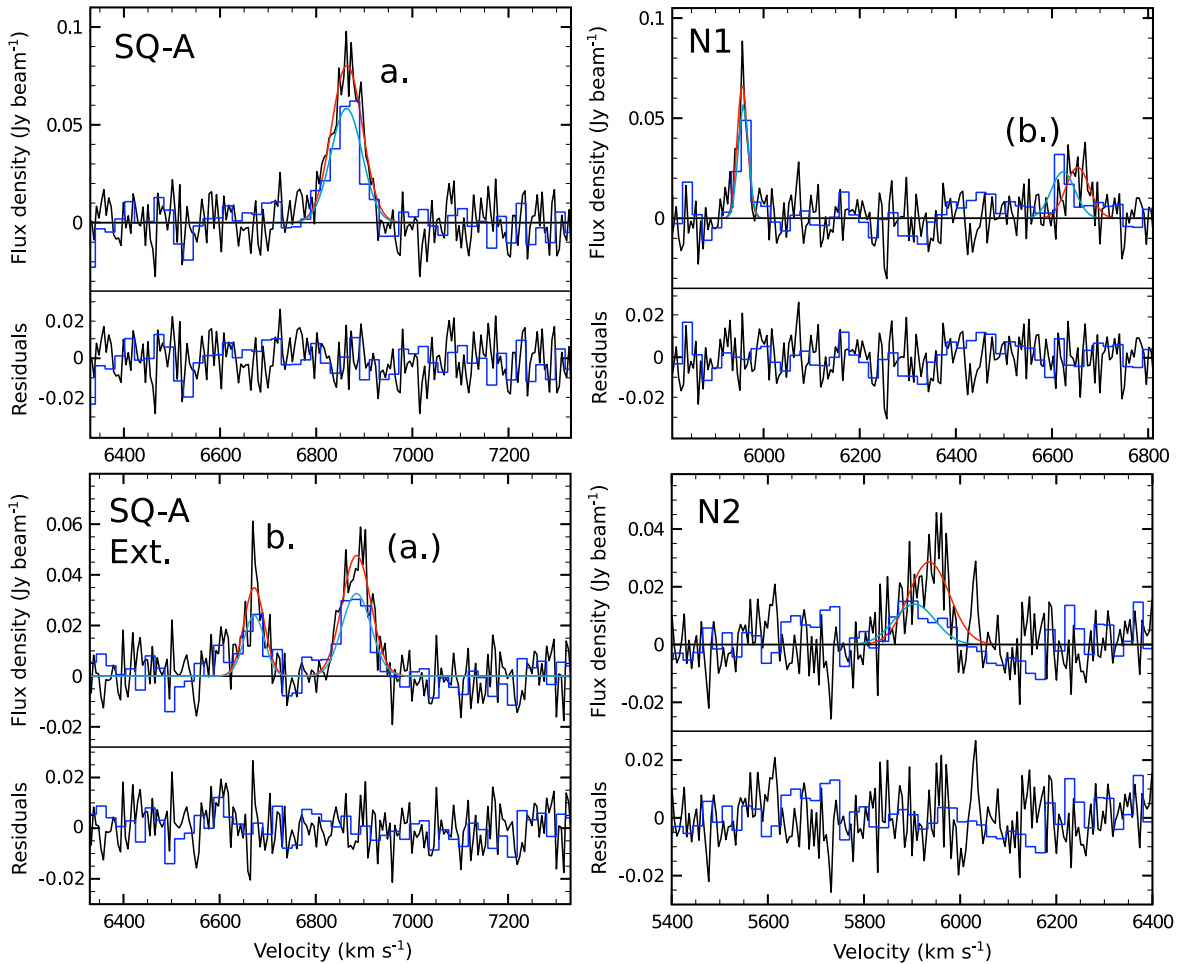 SQ-A
a.
0.1
0.05
0
Flux density (Jy beam-1)
0.02
0
-0.02
Residuals
6400 6600 6800 7000 7200
N1
(b.)
0.1
0.05
0
Flux density (Jy beam-1)
0.02
0
-0.02
Residuals
6000 6200 6400 6600 6800
SQ-A
Ext.
b.
(a.)
0.06
0.04
0.02
0
-0.02
Flux density (Jy beam-1)
0.02
0
-0.02
Residuals
6400 6600 6800 7000 7200
Velocity (km s-1)
N2
0.04
0.02
0
-0.02
Flux density (Jy beam-1)
0.02
0
-0.02
Residuals
5400 5600 5800 6000 6200 6400
Velocity (km s-1)